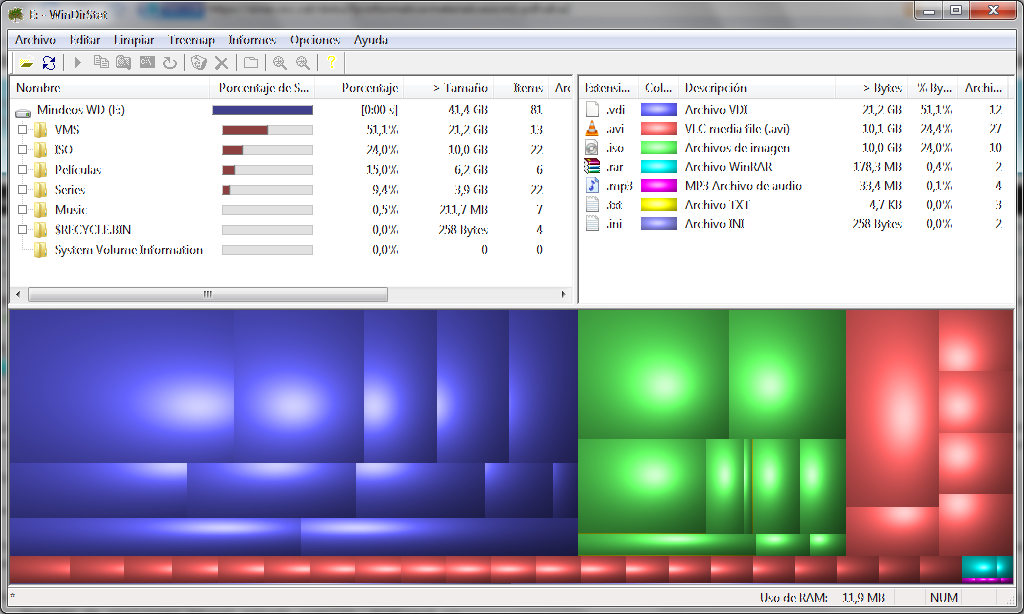 E: - WinDirStat
Archivo Editar Limpiar Treemap Informes Opciones Ayuda
Nombre Porcentaje de S... Porcentaje > Tamaño Items Arc
Mindeos WD (E:) [0:00 s] 41,4 GB 81
VMS 51,1% 21,2 GB 13
ISO 24,0% 10,0 GB 22
Películas 15,0% 6,2 GB 6
Series 9,4% 3,9 GB 22
Music 0,5% 211,7 MB 7
$RECYCLE.BIN 0,0% 258 Bytes 4
System Volume Information 0,0% 0 0
Extensi... Col... Descripción > Bytes % By... Archi...
.vdi Archivo VDI 21,2 GB 51,1% 12
.avi VLC media file (.avi) 10,1 GB 24,4% 27
.iso Archivos de imagen 10,0 GB 24,0% 10
.rar Archivo WinRAR 178,3 MB 0,4% 2
.mp3 MP3 Archivo de audio 33,4 MB 0,1% 4
.txt Archivo TXT 4,7 KB 0,0% 3
.ini Archivo INI 258 Bytes 0,0% 2
* Uso de RAM: 11,9 MB NUM